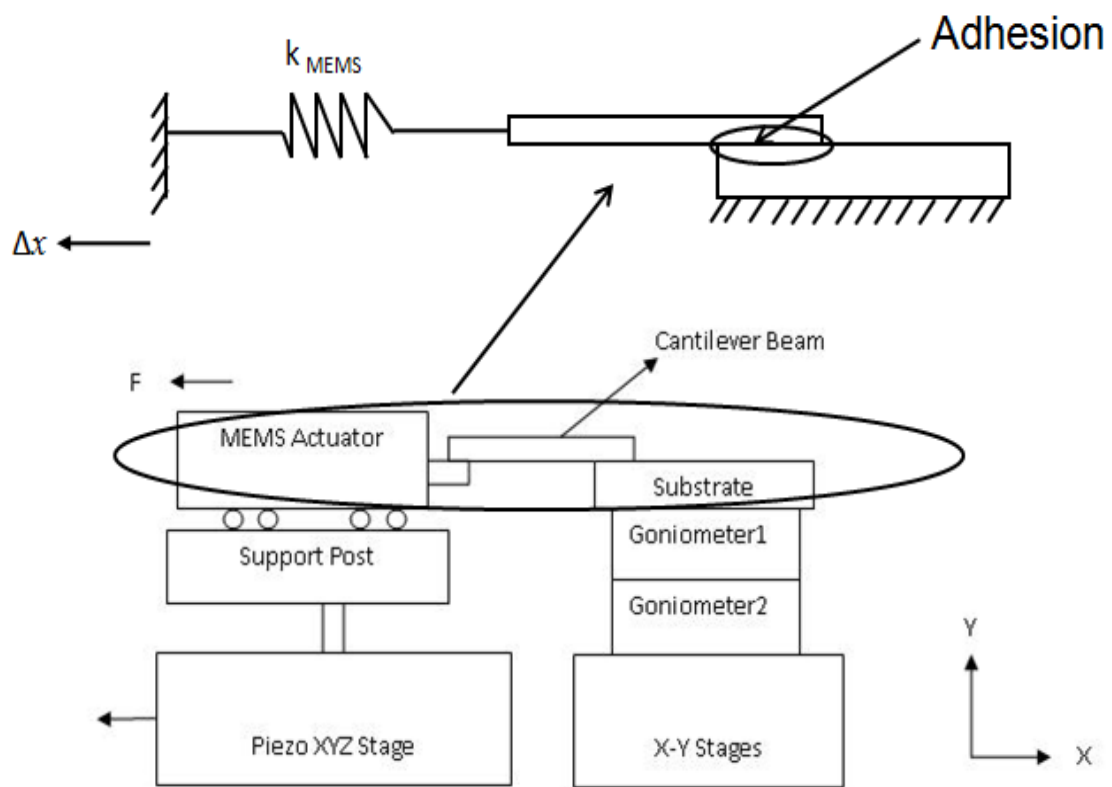 Adhesion
k MEMS
Δx
Cantilever Beam
F
MEMS Actuator
Substrate
Support Post
Goniometer1
Goniometer2
Y
Piezo XYZ Stage
X-Y Stages
X